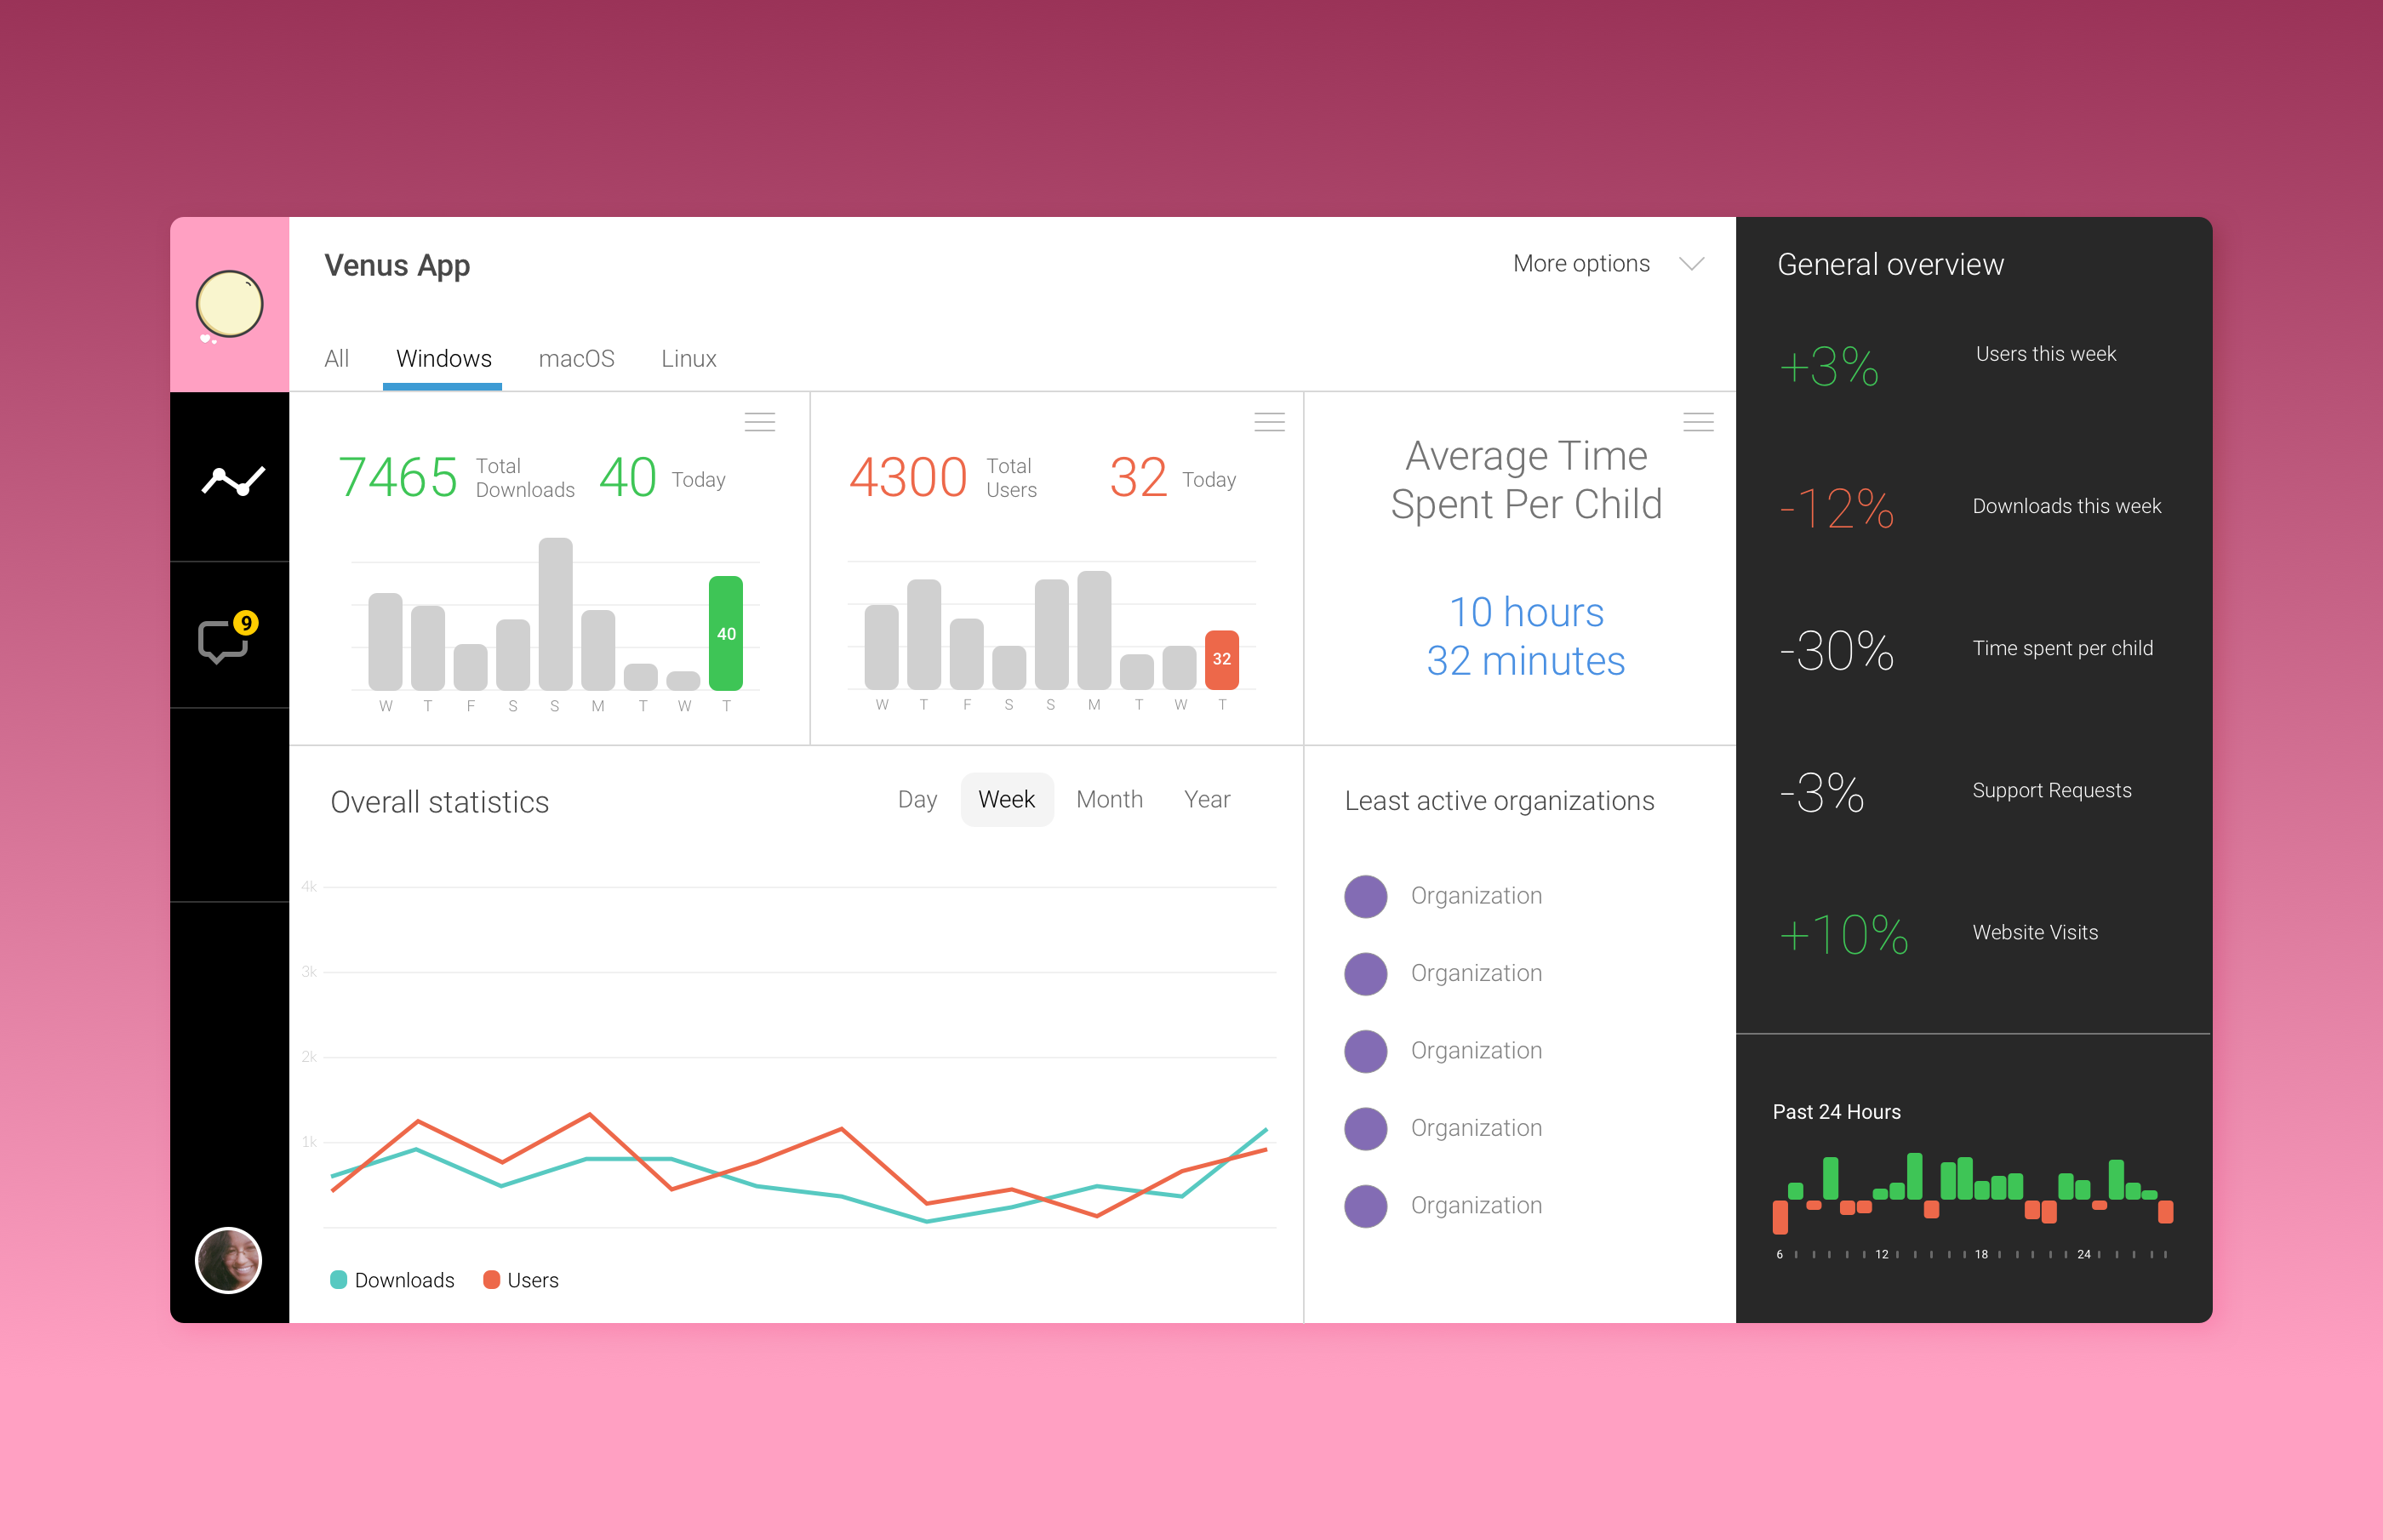 Venus App
More options
All
Windows
macOS
Linux
9
7465
Total
Downloads
40
Today
40
W T F S S M T W T
4300
Total
Users
32
Today
32
W T F S S M T W T
Average Time
Spent Per Child
10 hours
32 minutes
Overall statistics
Day
Week
Month
Year
4k
3k
2k
1k
Downloads
Users
Least active organizations
Organization
Organization
Organization
Organization
Organization
General overview
+3%
Users this week
-12%
Downloads this week
-30%
Time spent per child
-3%
Support Requests
+10%
Website Visits
Past 24 Hours
6 12 18 24